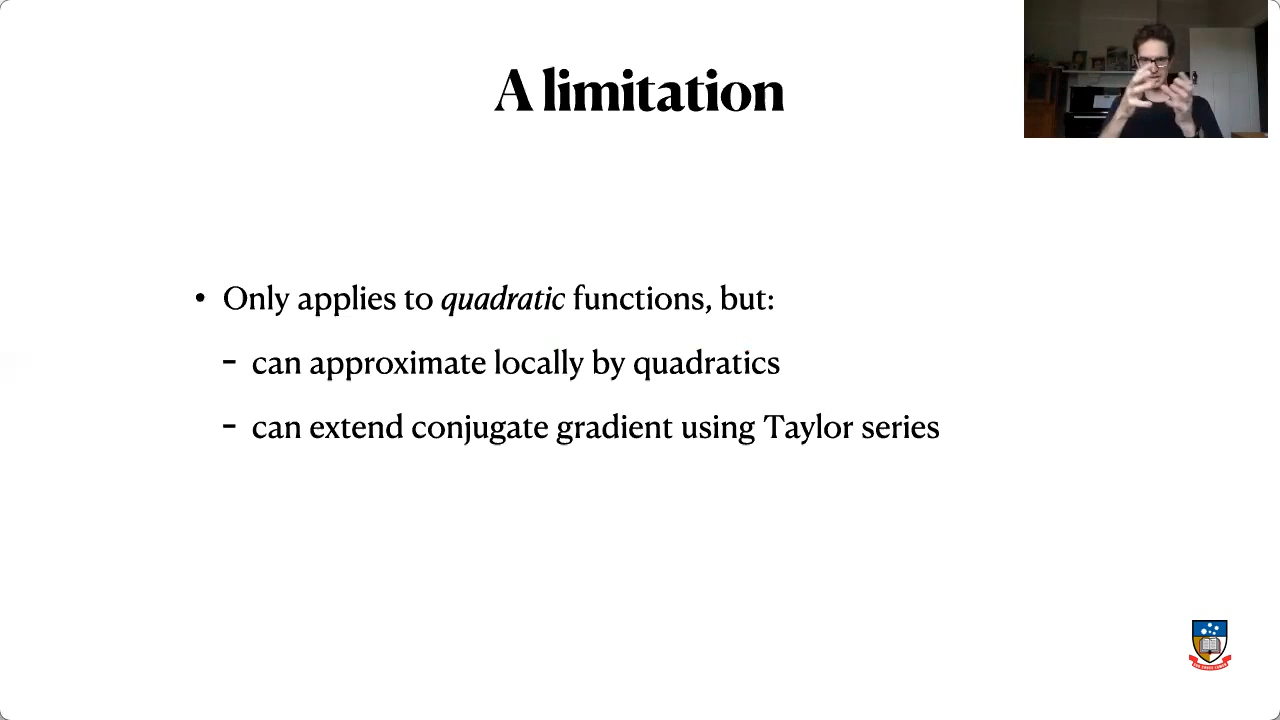 A limitation
• Only applies to quadratic functions, but:
- can approximate locally by quadratics
- can extend conjugate gradient using Taylor series